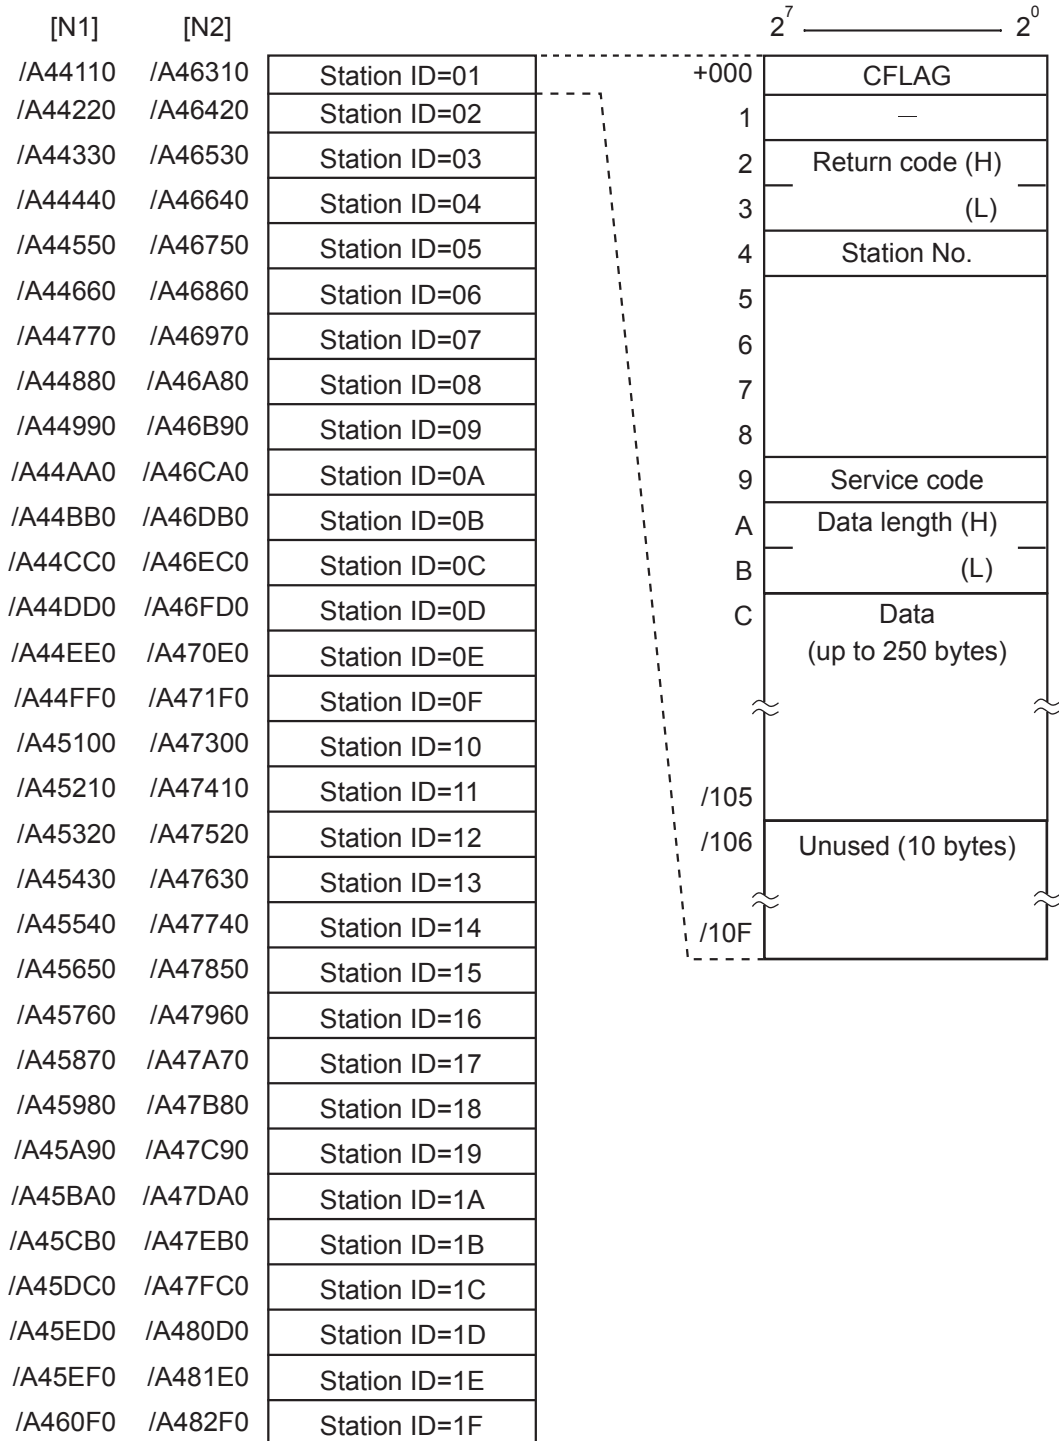 [N1] [N2]
/A44110 /A46310 Station ID=01
/A44220 /A46420 Station ID=02
/A44330 /A46530 Station ID=03
/A44440 /A46640 Station ID=04
/A44550 /A46750 Station ID=05
/A44660 /A46860 Station ID=06
/A44770 /A46970 Station ID=07
/A44880 /A46A80 Station ID=08
/A44990 /A46B90 Station ID=09
/A44AA0 /A46CA0 Station ID=0A
/A44BB0 /A46DB0 Station ID=0B
/A44CC0 /A46EC0 Station ID=0C
/A44DD0 /A46FD0 Station ID=0D
/A44EE0 /A470E0 Station ID=0E
/A44FF0 /A471F0 Station ID=0F
/A45100 /A47300 Station ID=10
/A45210 /A47410 Station ID=11
/A45320 /A47520 Station ID=12
/A45430 /A47630 Station ID=13
/A45540 /A47740 Station ID=14
/A45650 /A47850 Station ID=15
/A45760 /A47960 Station ID=16
/A45870 /A47A70 Station ID=17
/A45980 /A47B80 Station ID=18
/A45A90 /A47C90 Station ID=19
/A45BA0 /A47DA0 Station ID=1A
/A45CB0 /A47EB0 Station ID=1B
/A45DC0 /A47FC0 Station ID=1C
/A45ED0 /A480D0 Station ID=1D
/A45EF0 /A481E0 Station ID=1E
/A460F0 /A482F0 Station ID=1F
2⁷ 2⁰
+000 CFLAG
1 —
2 Return code (H)
3 (L)
4 Station No.
5
6
7
8
9 Service code
A Data length (H)
B (L)
C Data
(up to 250 bytes)
/105
/106 Unused (10 bytes)
/10F